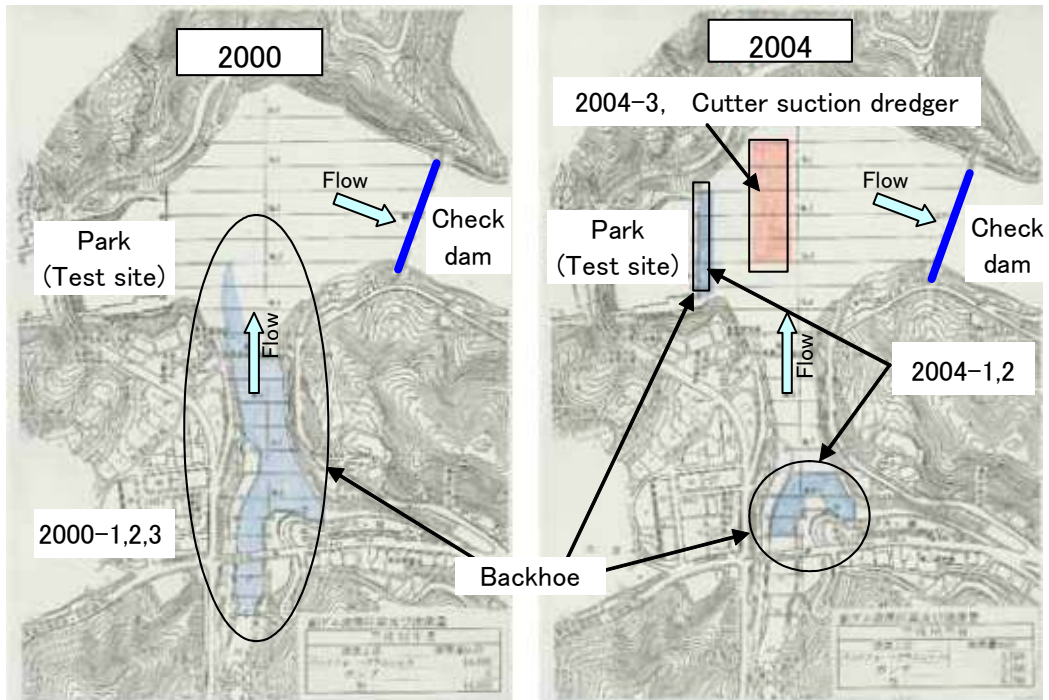 2000
Flow
Park
(Test site)
Check
dam
Flow
2000-1,2,3
2004
2004-3, Cutter suction dredger
Flow
Park
(Test site)
Check
dam
Flow
2004-1,2
Backhoe